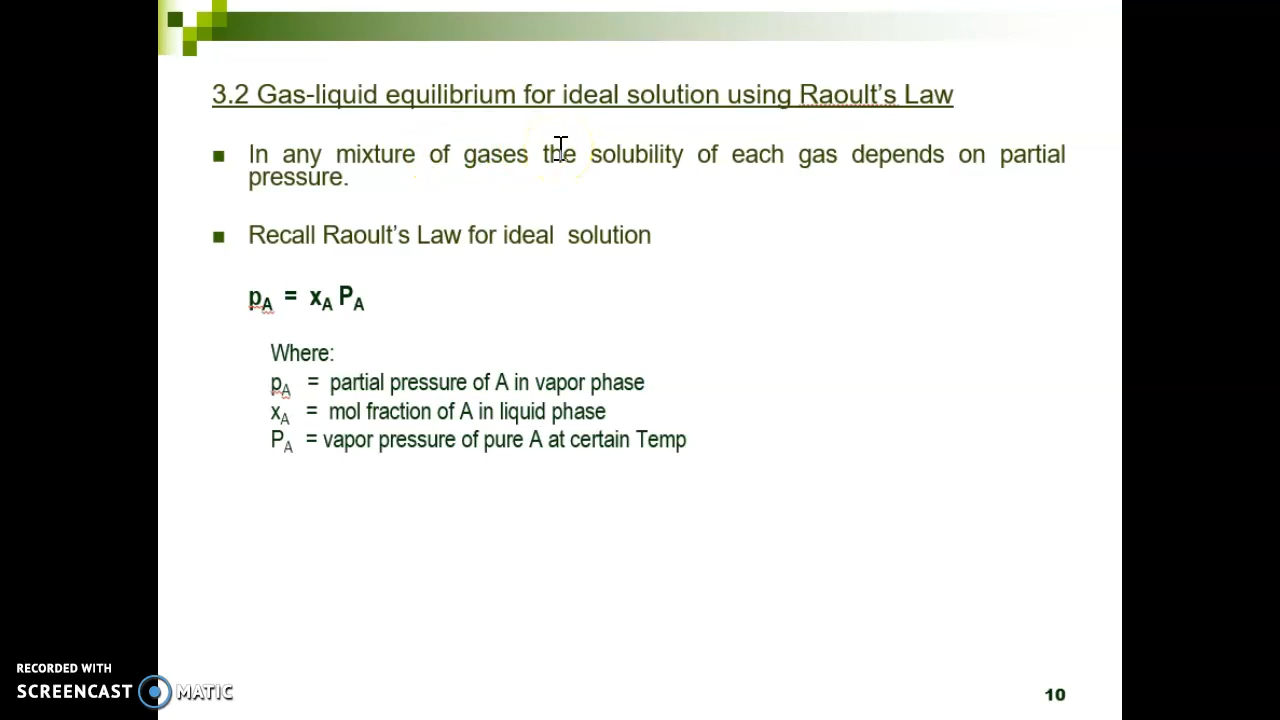 3.2 Gas-liquid equilibrium for ideal solution using Raoult's Law
■ In any mixture of gases the solubility of each gas depends on partial
pressure.
■ Recall Raoult's Law for ideal solution
pA = xA PA
Where:
pA = partial pressure of A in vapor phase
xA = mol fraction of A in liquid phase
PA = vapor pressure of pure A at certain Temp
RECORDED WITH
SCREENCAST MATIC
10